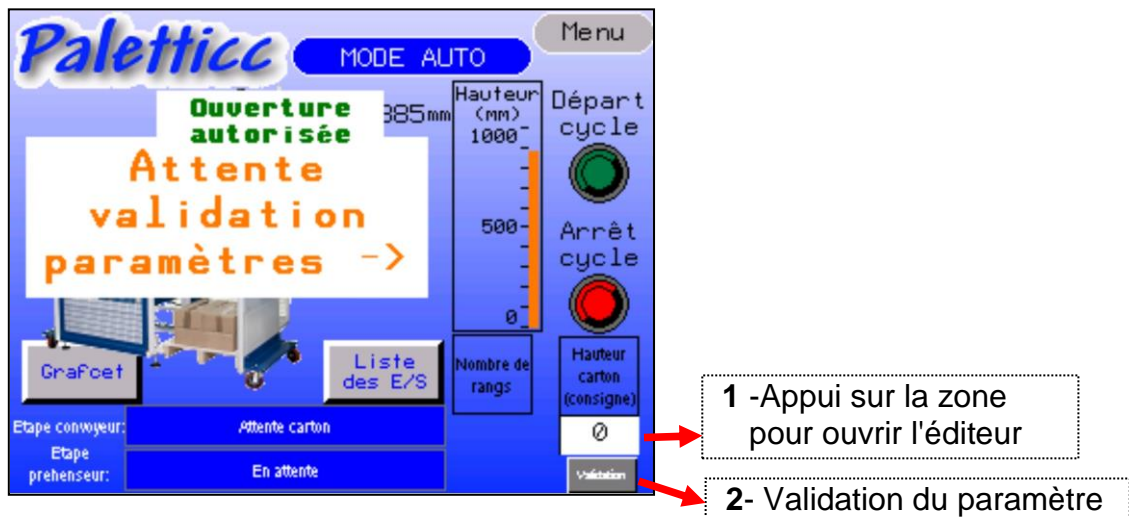 Paletticc
MODE AUTO
Menu
Ouverture
autorisée
885mm
Hauteur
(mm)
1000
500
0
Départ
cycle
Attente
validation
paramètres ->
Arrêt
cycle
Grafcet
Liste
des E/S
Nombre de
rangs
Hauteur
carton
(consigne)
0
Validation
Etape convoyeur:
Attente carton
Etape
prehenseur:
En attente
1 -Appui sur la zone
pour ouvrir l'éditeur
2- Validation du paramètre